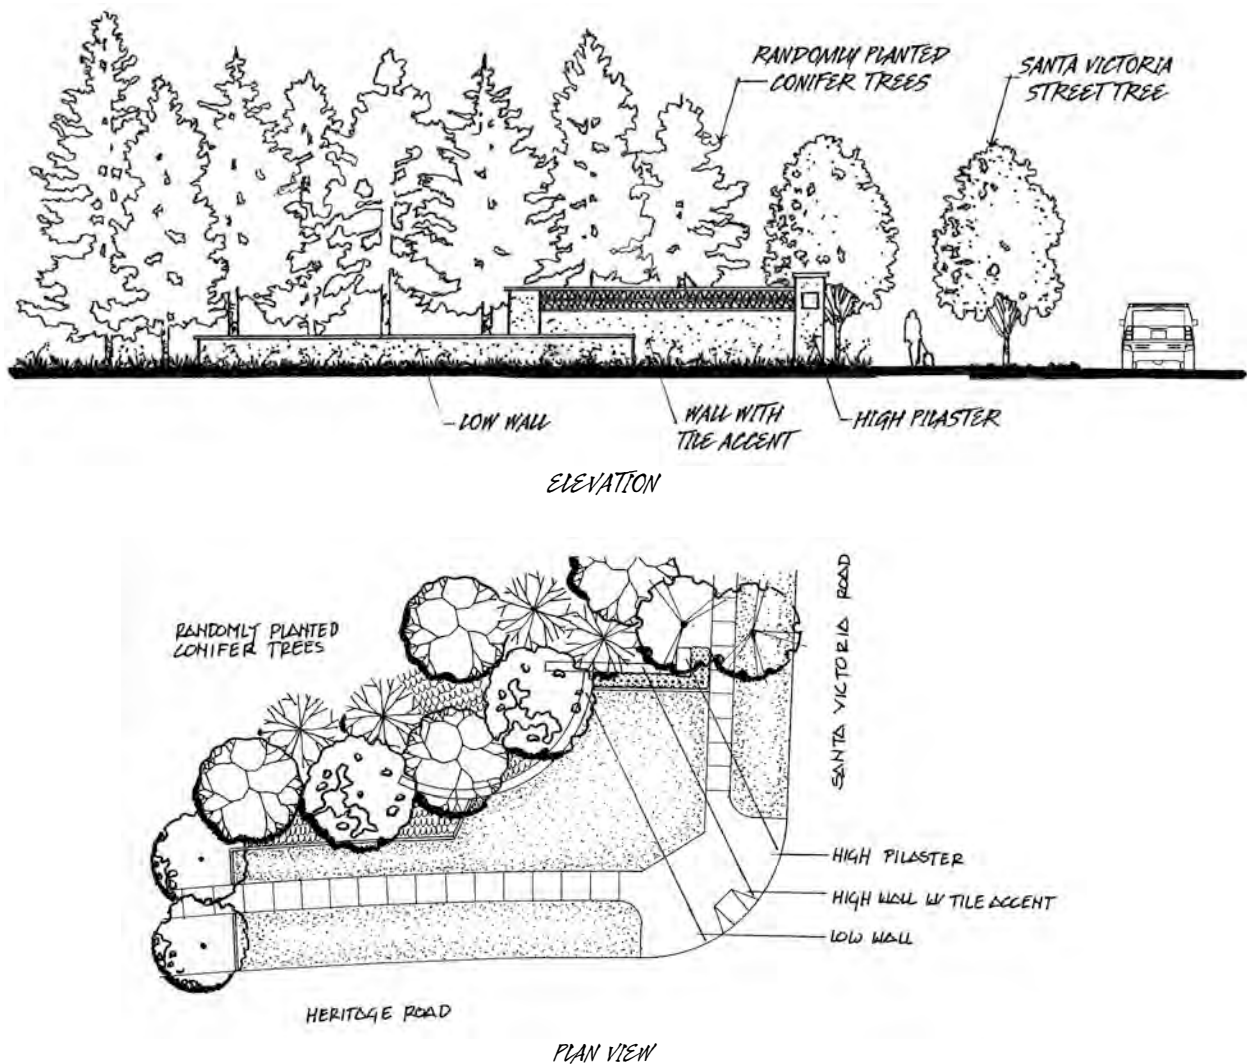 RANDOMLY PLANTED
CONIFER TREES
SANTA VICTORIA
STREET TREE
LOW WALL
WALL WITH
TILE ACCENT
HIGH PILASTER
ELEVATION
RANDOMLY PLANTED
CONIFER TREES
SANTA VICTORIA ROAD
HIGH PILASTER
HIGH WALL W/ TILE ACCENT
LOW WALL
HERITAGE ROAD
PLAN VIEW